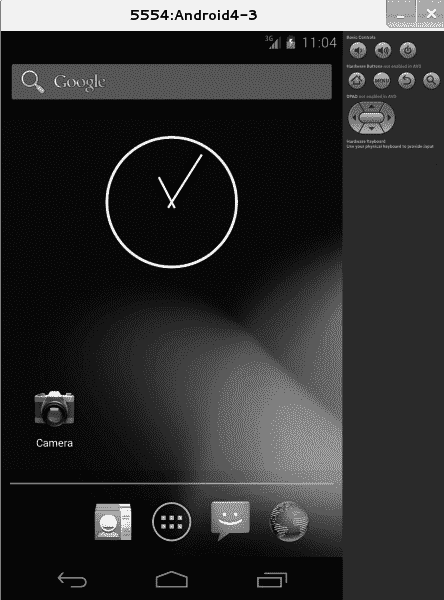 5554:Android4-3
3G 11:04
Google
Camera
Basic Controls
Hardware Buttons not enabled in AVD
MENU
DPAD not enabled in AVD
Hardware Keyboard
Use your physical keyboard to provide input